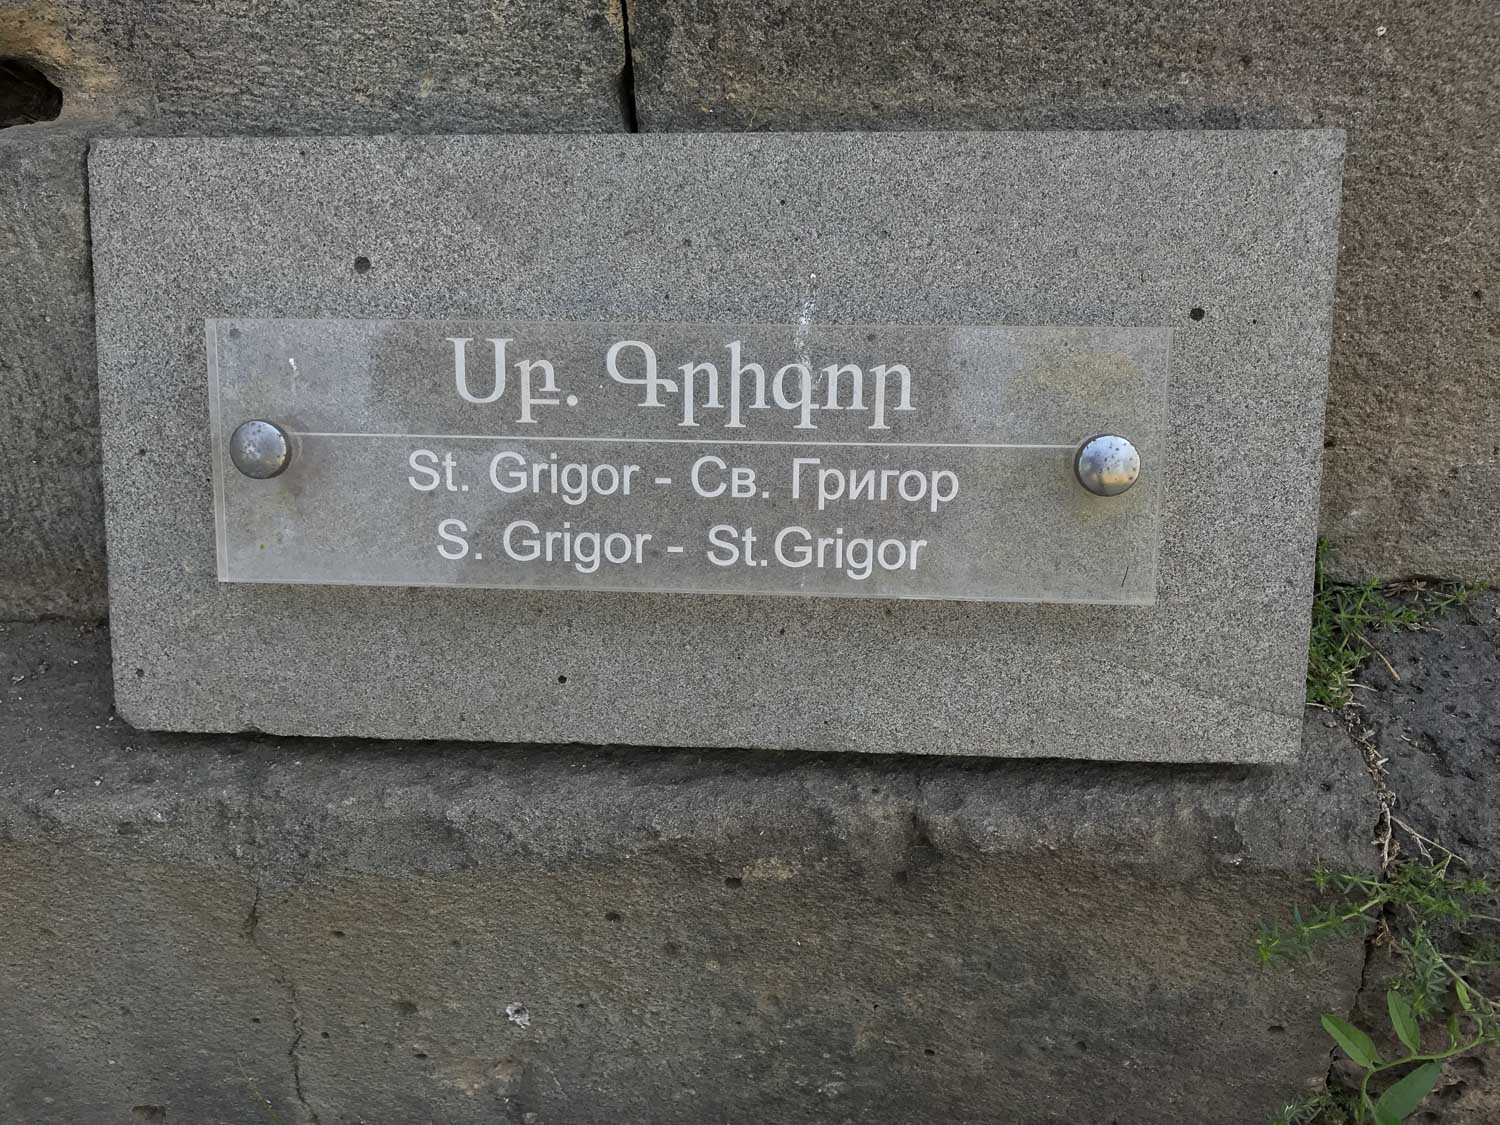 Սբ. Գրիգոր
St. Grigor - Св. Григор
S. Grigor - St.Grigor